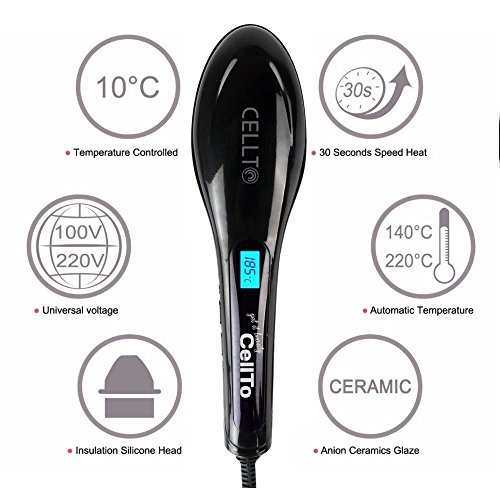 10°C
Temperature Controlled
30s
30 Seconds Speed Heat
CELLTO
100V
220V
Universal voltage
140°C
220°C
Automatic Temperature
185°C
CellTo
Insulation Silicone Head
CERAMIC
Anion Ceramics Glaze